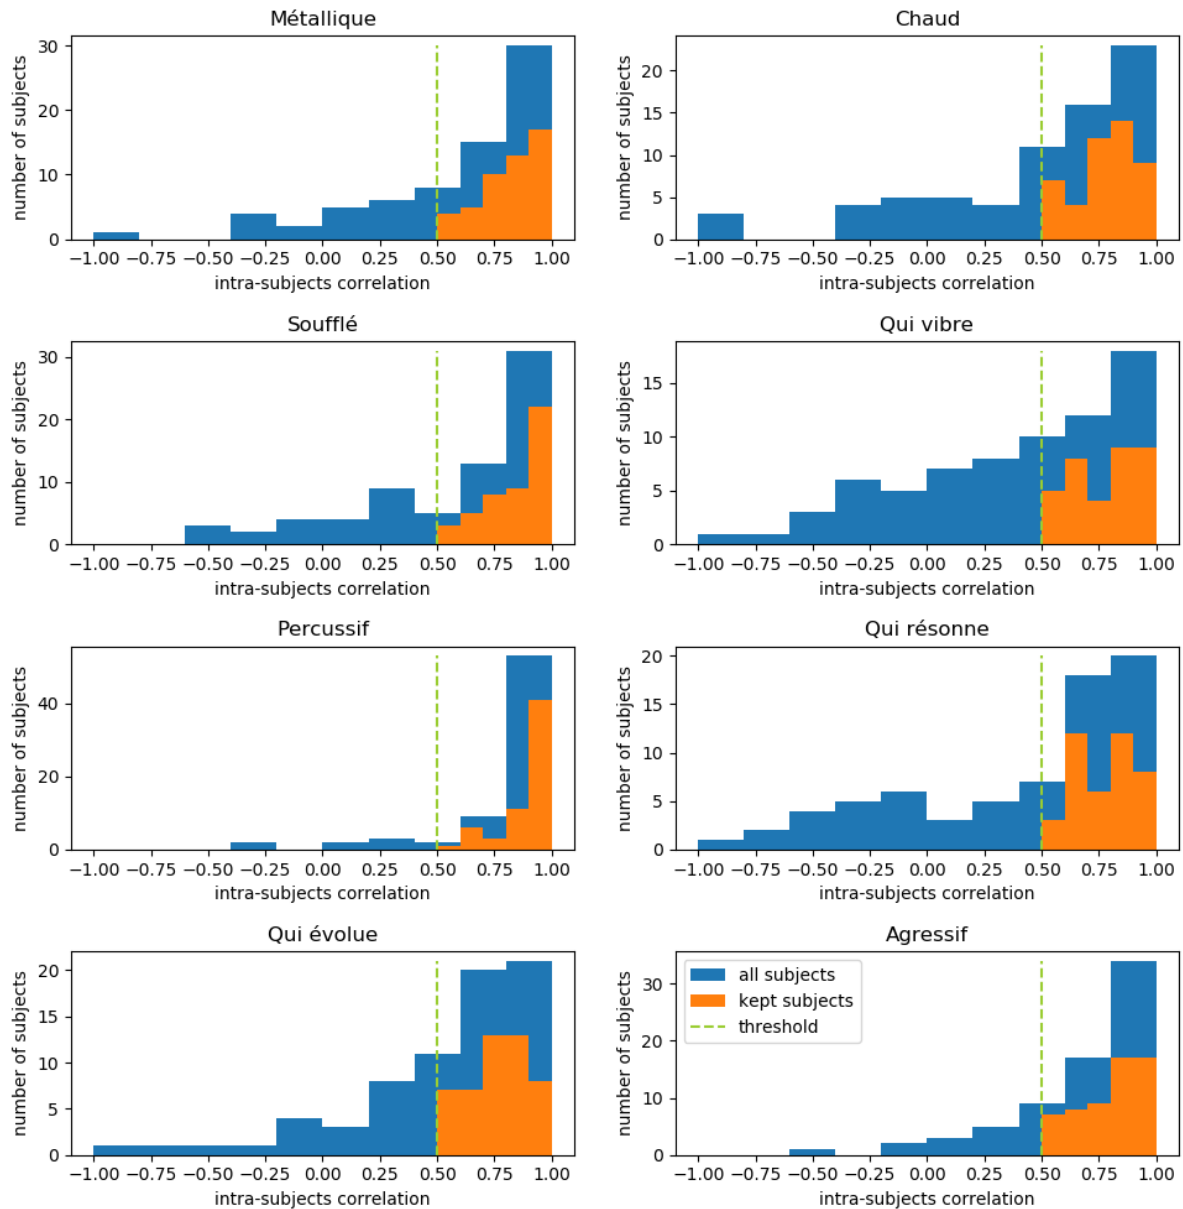 Métallique
number of subjects
30
20
10
0
−1.00 −0.75 −0.50 −0.25 0.00 0.25 0.50 0.75 1.00
intra-subjects correlation
Chaud
number of subjects
20
15
10
5
0
−1.00 −0.75 −0.50 −0.25 0.00 0.25 0.50 0.75 1.00
intra-subjects correlation
Soufflé
number of subjects
30
20
10
0
−1.00 −0.75 −0.50 −0.25 0.00 0.25 0.50 0.75 1.00
intra-subjects correlation
Qui vibre
number of subjects
15
10
5
0
−1.00 −0.75 −0.50 −0.25 0.00 0.25 0.50 0.75 1.00
intra-subjects correlation
Percussif
number of subjects
40
20
0
−1.00 −0.75 −0.50 −0.25 0.00 0.25 0.50 0.75 1.00
intra-subjects correlation
Qui résonne
number of subjects
20
15
10
5
0
−1.00 −0.75 −0.50 −0.25 0.00 0.25 0.50 0.75 1.00
intra-subjects correlation
Qui évolue
number of subjects
20
15
10
5
0
−1.00 −0.75 −0.50 −0.25 0.00 0.25 0.50 0.75 1.00
intra-subjects correlation
Agressif
number of subjects
30
20
10
0
all subjects
kept subjects
threshold
−1.00 −0.75 −0.50 −0.25 0.00 0.25 0.50 0.75 1.00
intra-subjects correlation